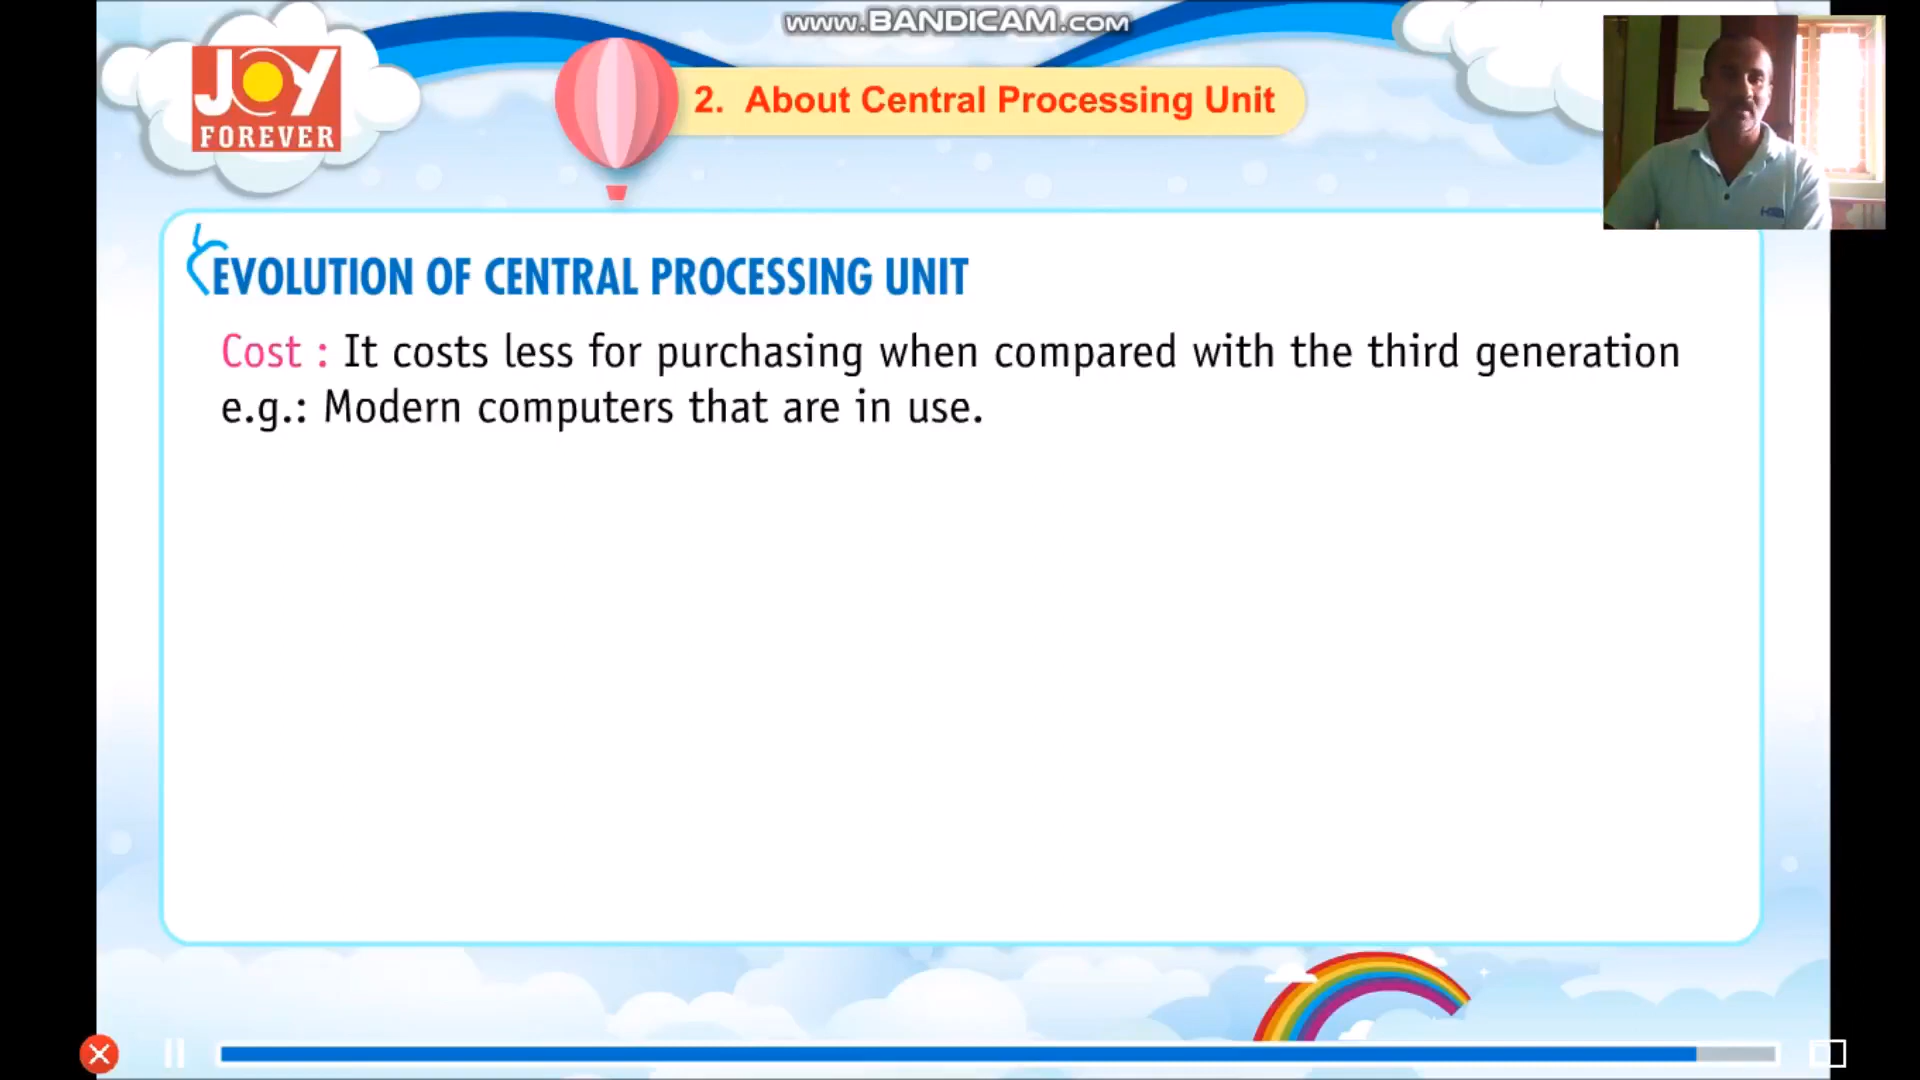 www.BANDICAM.com
JOY
FOREVER
2. About Central Processing Unit
EVOLUTION OF CENTRAL PROCESSING UNIT
Cost : It costs less for purchasing when compared with the third generation
e.g.: Modern computers that are in use.